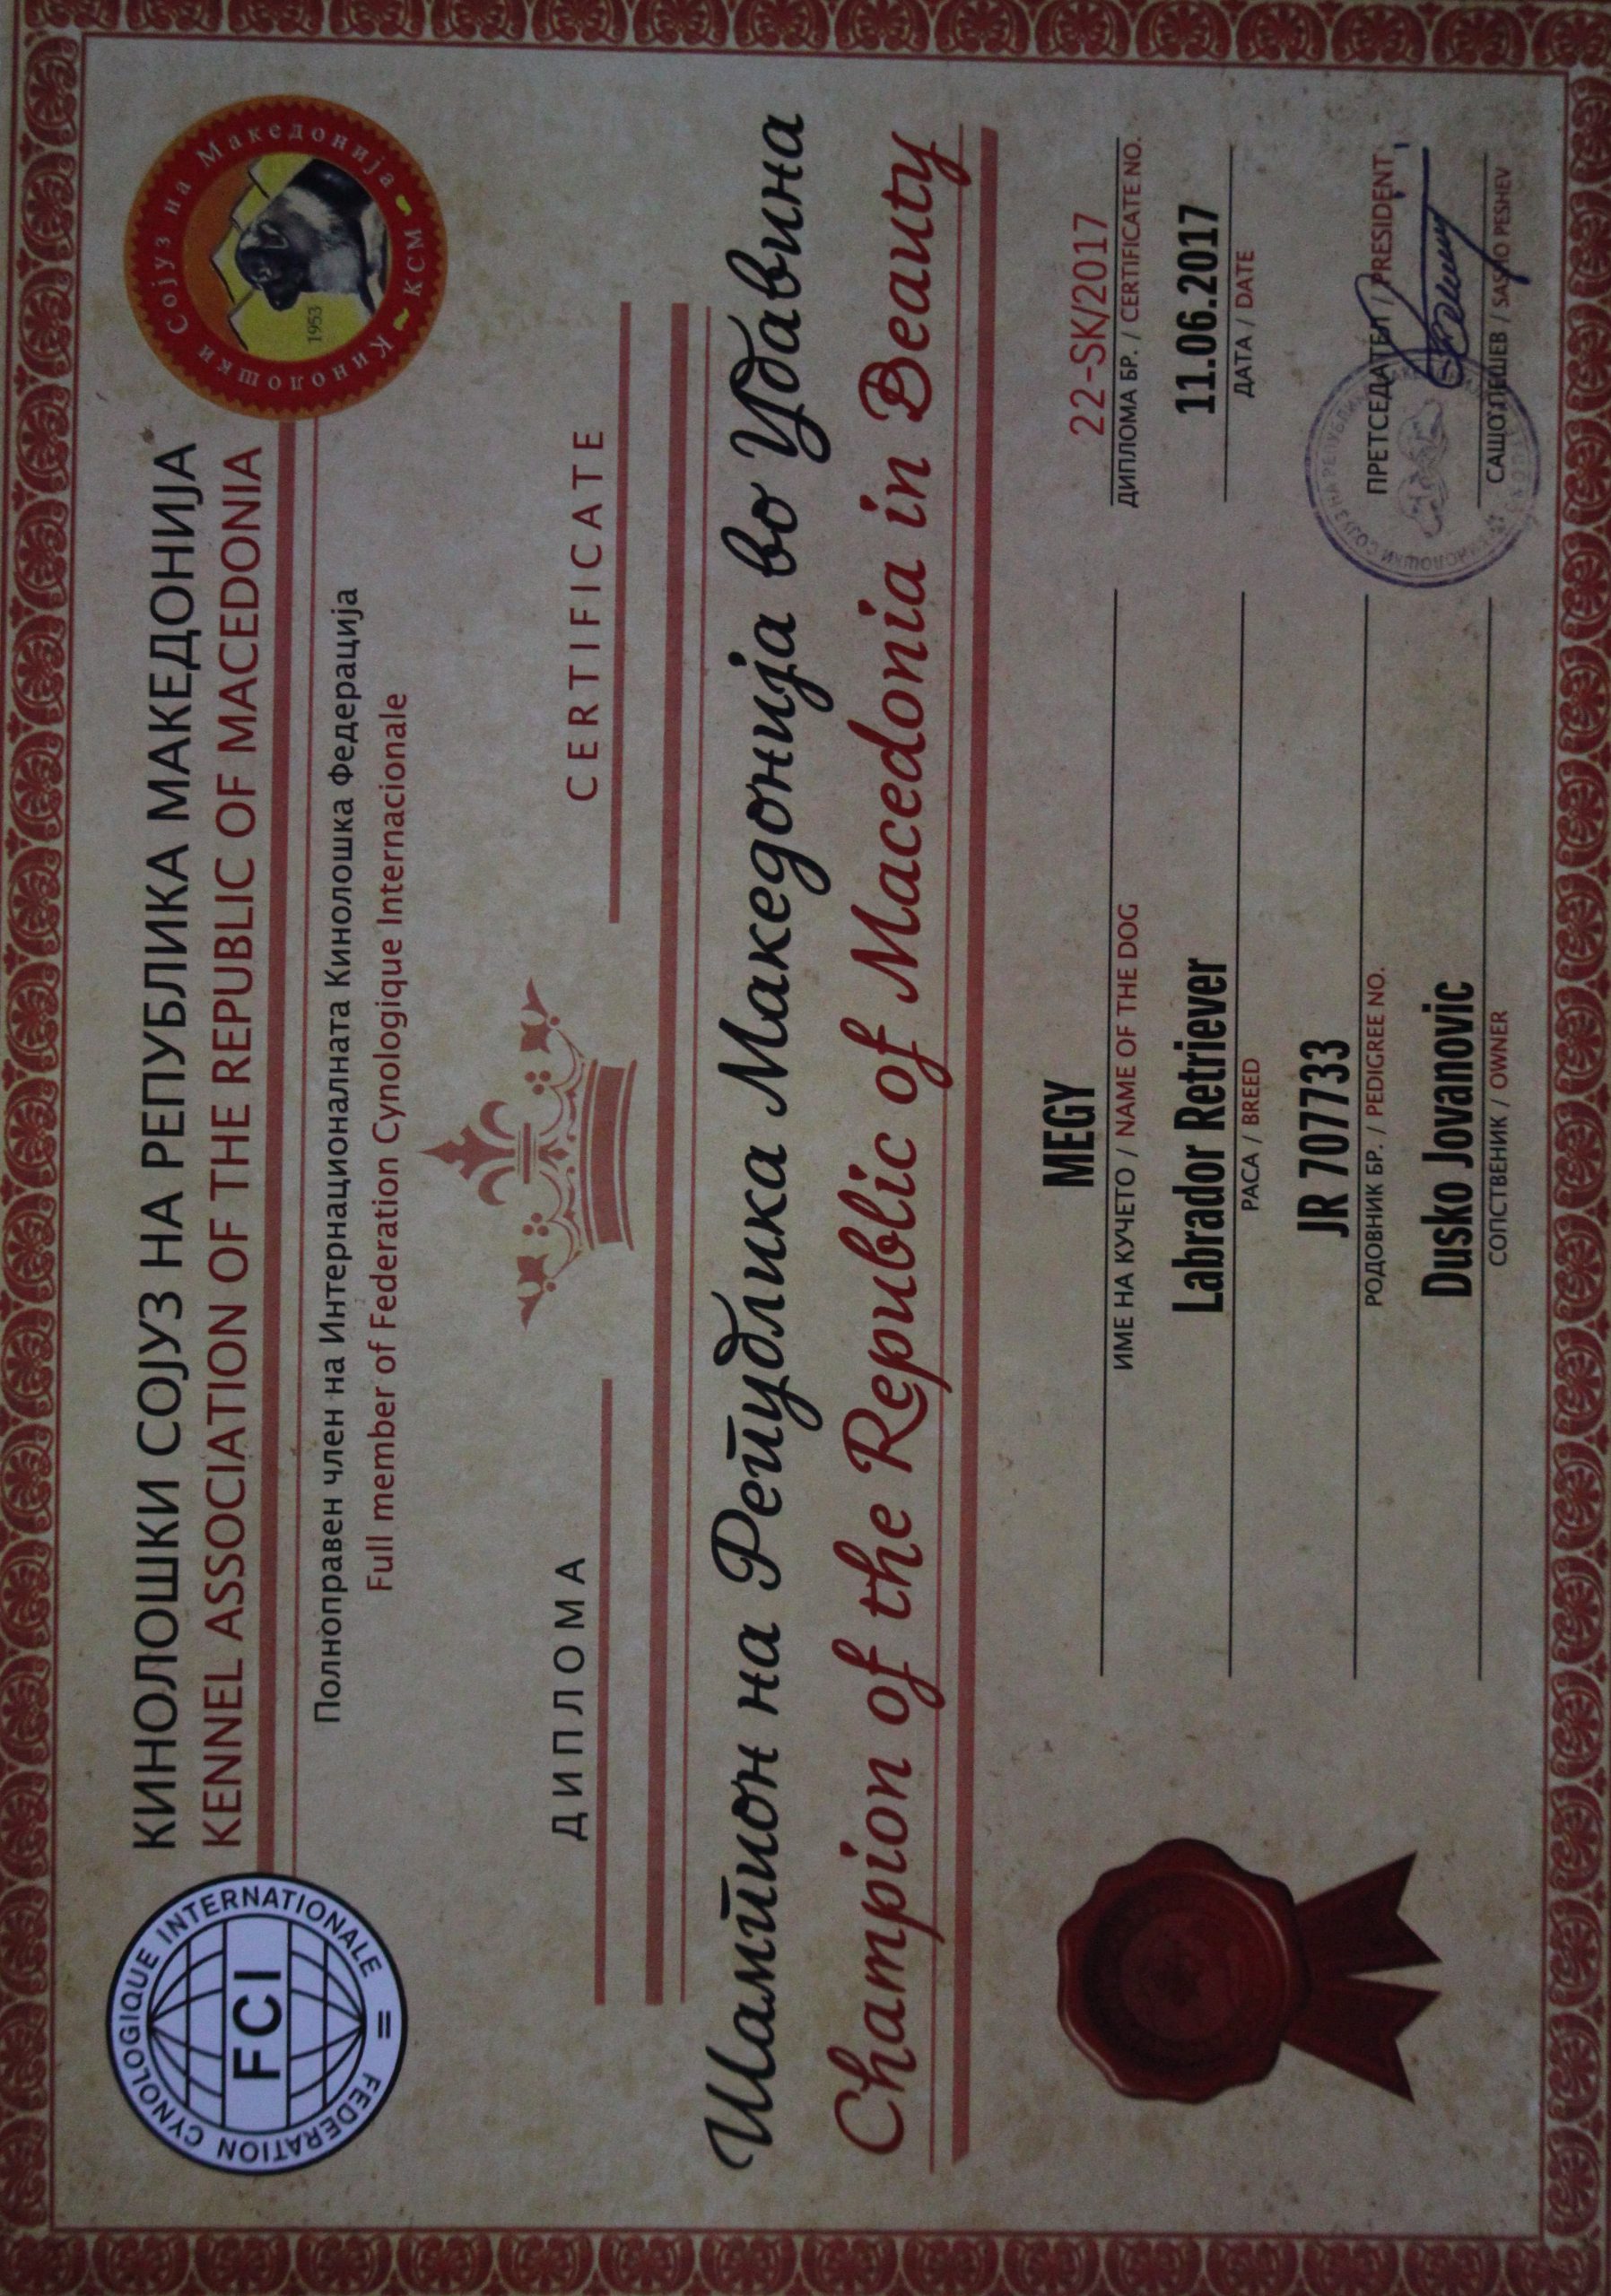 КИНОЛОШКИ СОЈУЗ НА РЕПУБЛИКА МАКЕДОНИЈА
KENNEL ASSOCIATION OF THE REPUBLIC OF MACEDONIA
FEDERATION CYNOLOGIQUE INTERNATIONALE
FCI
Кинолошки Сојуз на Македонија
КСМ
1953
Полноправен член на Интернационалната Кинолошка Федерација
Full member of Federation Cynologique Internacionale
ДИПЛОМА
CERTIFICATE
Шампион на Република Македонија во Убавина
Champion of the Republic of Macedonia in Beauty
MEGY
ИМЕ НА КУЧЕТО / NAME OF THE DOG
Labrador Retriever
РАСА / BREED
JR 707733
РОДОВНИК БР. / PEDIGREE NO.
Dusko Jovanovic
СОПСТВЕНИК / OWNER
22-SK/2017
ДИПЛОМА БР. / CERTIFICATE NO.
11.06.2017
ДАТА / DATE
ПРЕТСЕДАТЕЛ / PRESIDENT
САШО ПЕШЕВ / SASHO PESHEV
КИНОЛОШКИ СОЈУЗ НА РЕПУБЛИКА